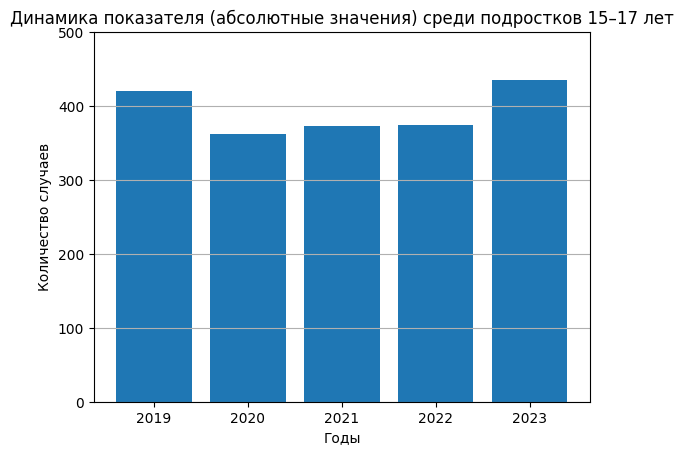 Динамика показателя (абсолютные значения) среди подростков 15–17 лет
500
400
300
200
100
0
Количество случаев
2019 2020 2021 2022 2023
Годы